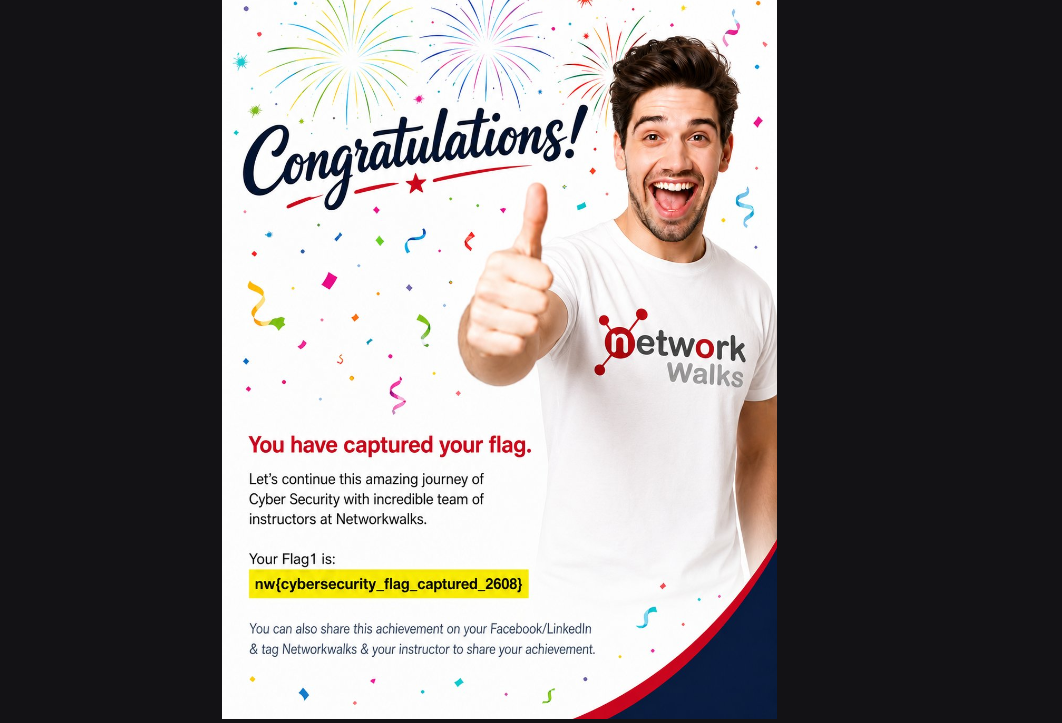 Congratulations!
network
Walks
You have captured your flag.
Let's continue this amazing journey of
Cyber Security with incredible team of
instructors at Networkwalks.
Your Flag1 is:
nw{cybersecurity_flag_captured_2608}
You can also share this achievement on your Facebook/LinkedIn
& tag Networkwalks & your instructor to share your achievement.